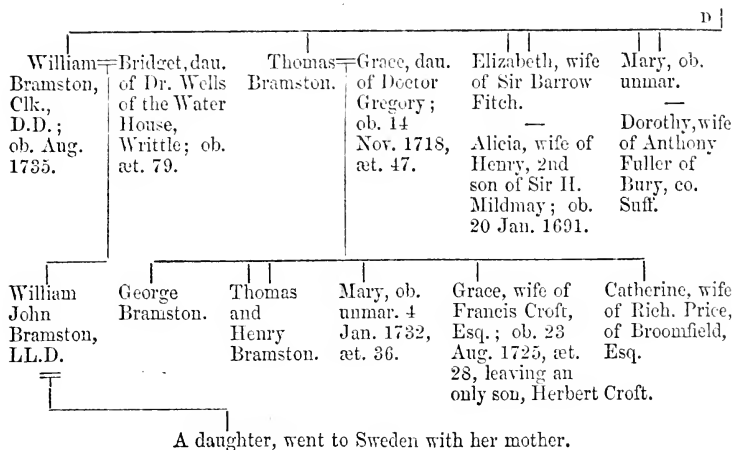 D
William
Bramston,
Clk.,
D.D.;
ob. Aug.
1735.
Bridget, dau.
of Dr. Wells
of the Water
House,
Writtle; ob.
æt. 79.
Thomas
Bramston.
Grace, dau.
of Doctor
Gregory;
ob. 14
Nov. 1718,
æt. 47.
Elizabeth, wife
of Sir Barrow
Fitch.
—
Alicia, wife of
Henry, 2nd
son of Sir H.
Mildmay; ob.
20 Jan. 1691.
Mary, ob.
unmar.
—
Dorothy, wife
of Anthony
Fuller of
Bury, co.
Suff.
William
John
Bramston,
LL.D.
George
Bramston.
Thomas
and
Henry
Bramston.
Mary, ob.
unmar. 4
Jan. 1732,
æt. 36.
Grace, wife of
Francis Croft,
Esq.; ob. 23
Aug. 1725, æt.
28, leaving an
only son, Herbert Croft.
Catherine, wife
of Rich. Price,
of Broomfield,
Esq.
A daughter, went to Sweden with her mother.